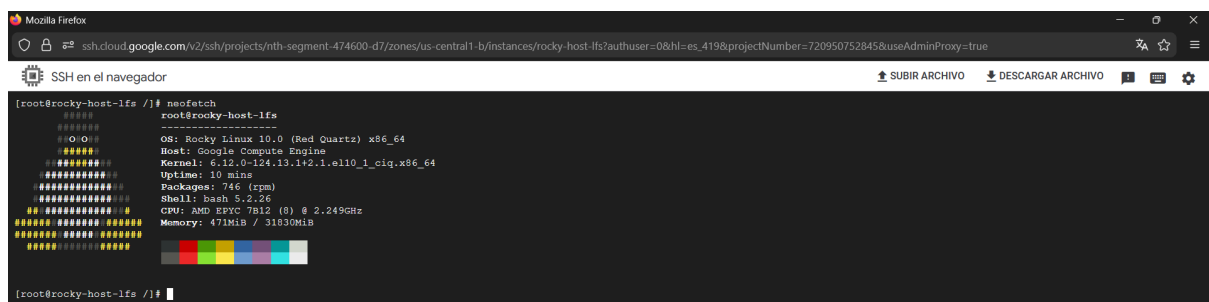 Mozilla Firefox
ssh.cloud.google.com/v2/ssh/projects/nth-segment-474600-d7/zones/us-central1-b/instances/rocky-host-lfs?authuser=0&hl=es_419&projectNumber=720950752845&useAdminProxy=true
SSH en el navegador SUBIR ARCHIVO DESCARGAR ARCHIVO
[root@rocky-host-lfs /]# neofetch
##### root@rocky-host-lfs
####### -------------------
##O#O## OS: Rocky Linux 10.0 (Red Quartz) x86_64
####### Host: Google Compute Engine
########### Kernel: 6.12.0-124.13.1+2.1.el10_1_ciq.x86_64
############# Uptime: 10 mins
############### Packages: 746 (rpm)
################ Shell: bash 5.2.26
################# CPU: AMD EPYC 7B12 (8) @ 2.249GHz
##################### Memory: 471MiB / 31830MiB
#####################
#################
[root@rocky-host-lfs /]#